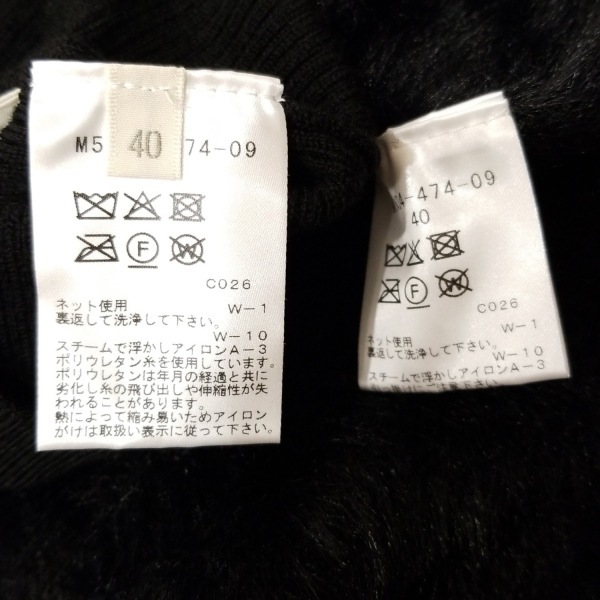 M5
40
74-09
F
W
C026
ネット使用 W-1
裏返して洗浄して下さい。
W-10
スチームで浮かしアイロンA-3
ポリウレタン糸を使用しています。
ポリウレタンは年月の経過と共に
劣化し糸の飛び出しや伸縮性が失
われることがあります。
熱によって縮み易いためアイロン
がけは取扱い表示に従って下さい。
4-474-09
40
F
W
C026
ネット使用 W-1
裏返して洗浄して下さい。
W-10
スチームで浮かしアイロンA-3